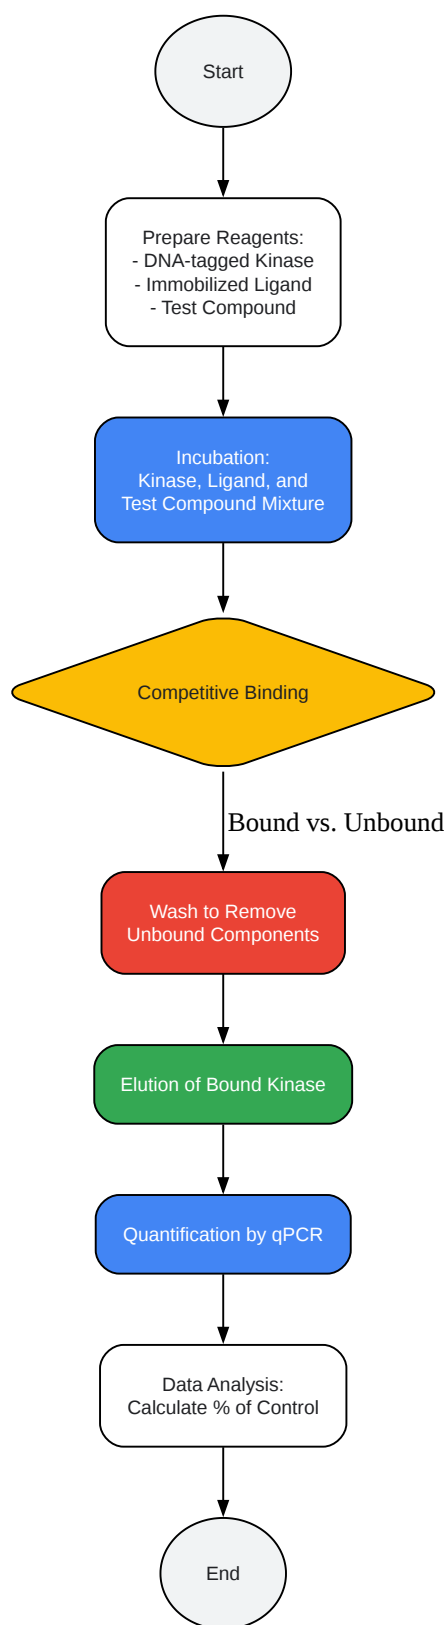 Start
Prepare Reagents:
- DNA-tagged Kinase
- Immobilized Ligand
- Test Compound
Incubation:
Kinase, Ligand, and
Test Compound Mixture
Competitive Binding
Bound vs. Unbound
Wash to Remove
Unbound Components
Elution of Bound Kinase
Quantification by qPCR
Data Analysis:
Calculate % of Control
End